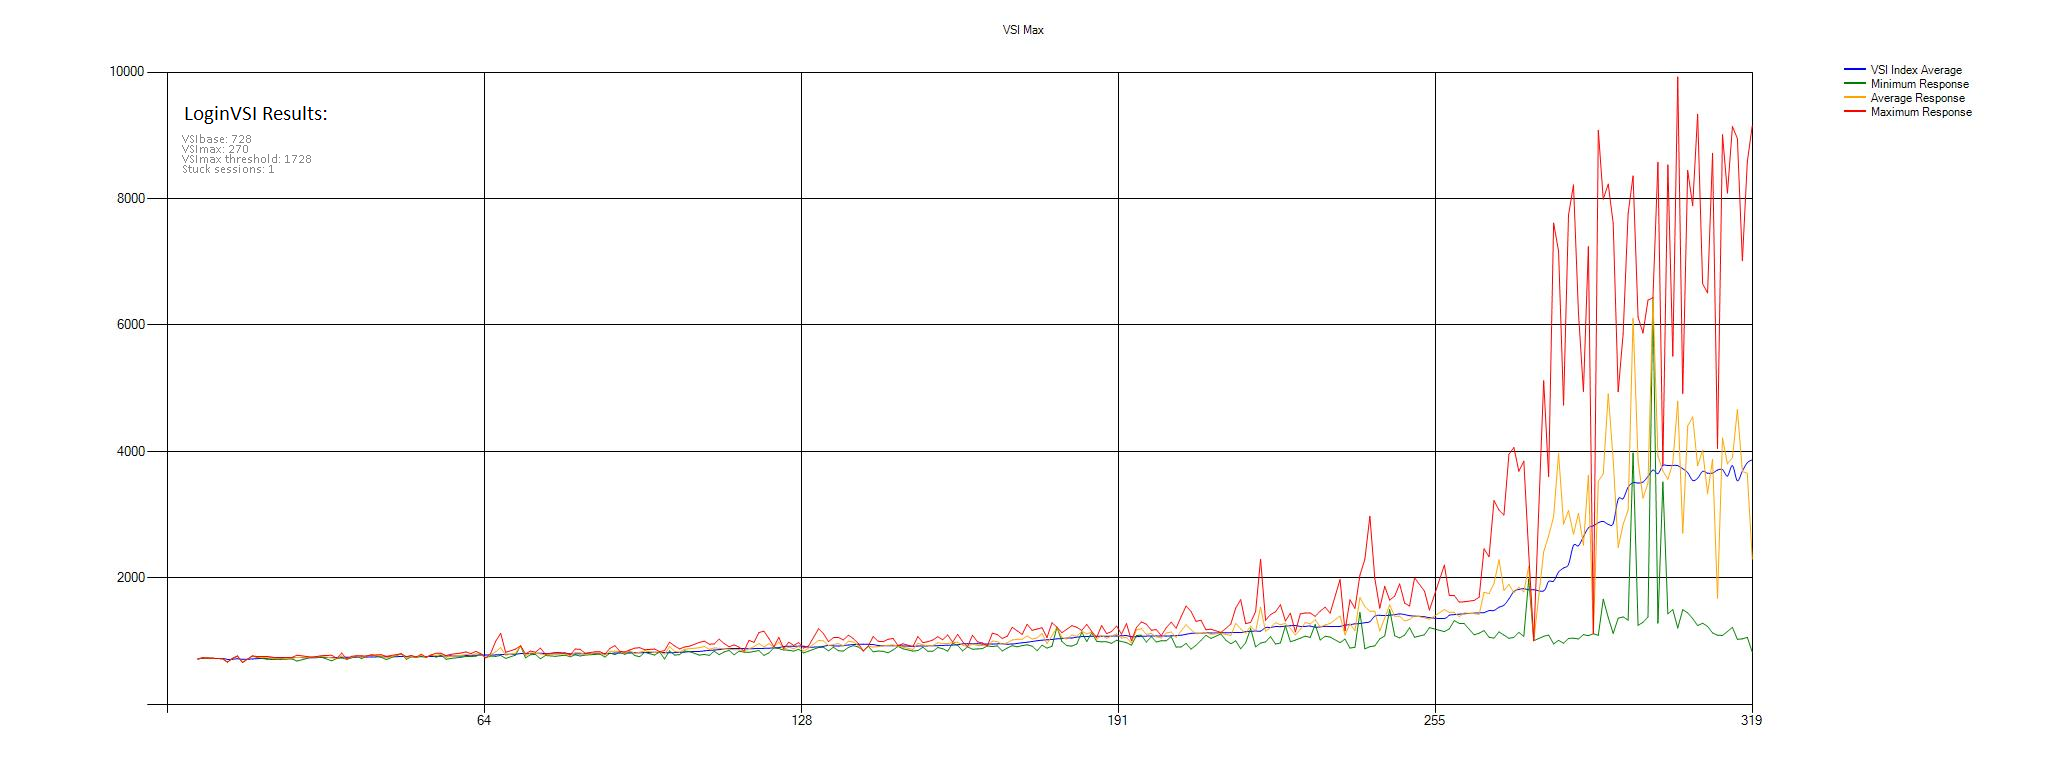 VSI Max
10000
8000
6000
4000
2000
LoginVSI Results:
VSIbase: 728
VSImax: 270
VSImax threshold: 1728
Stuck sessions: 1
64
128
191
255
319
VSI Index Average
Minimum Response
Average Response
Maximum Response